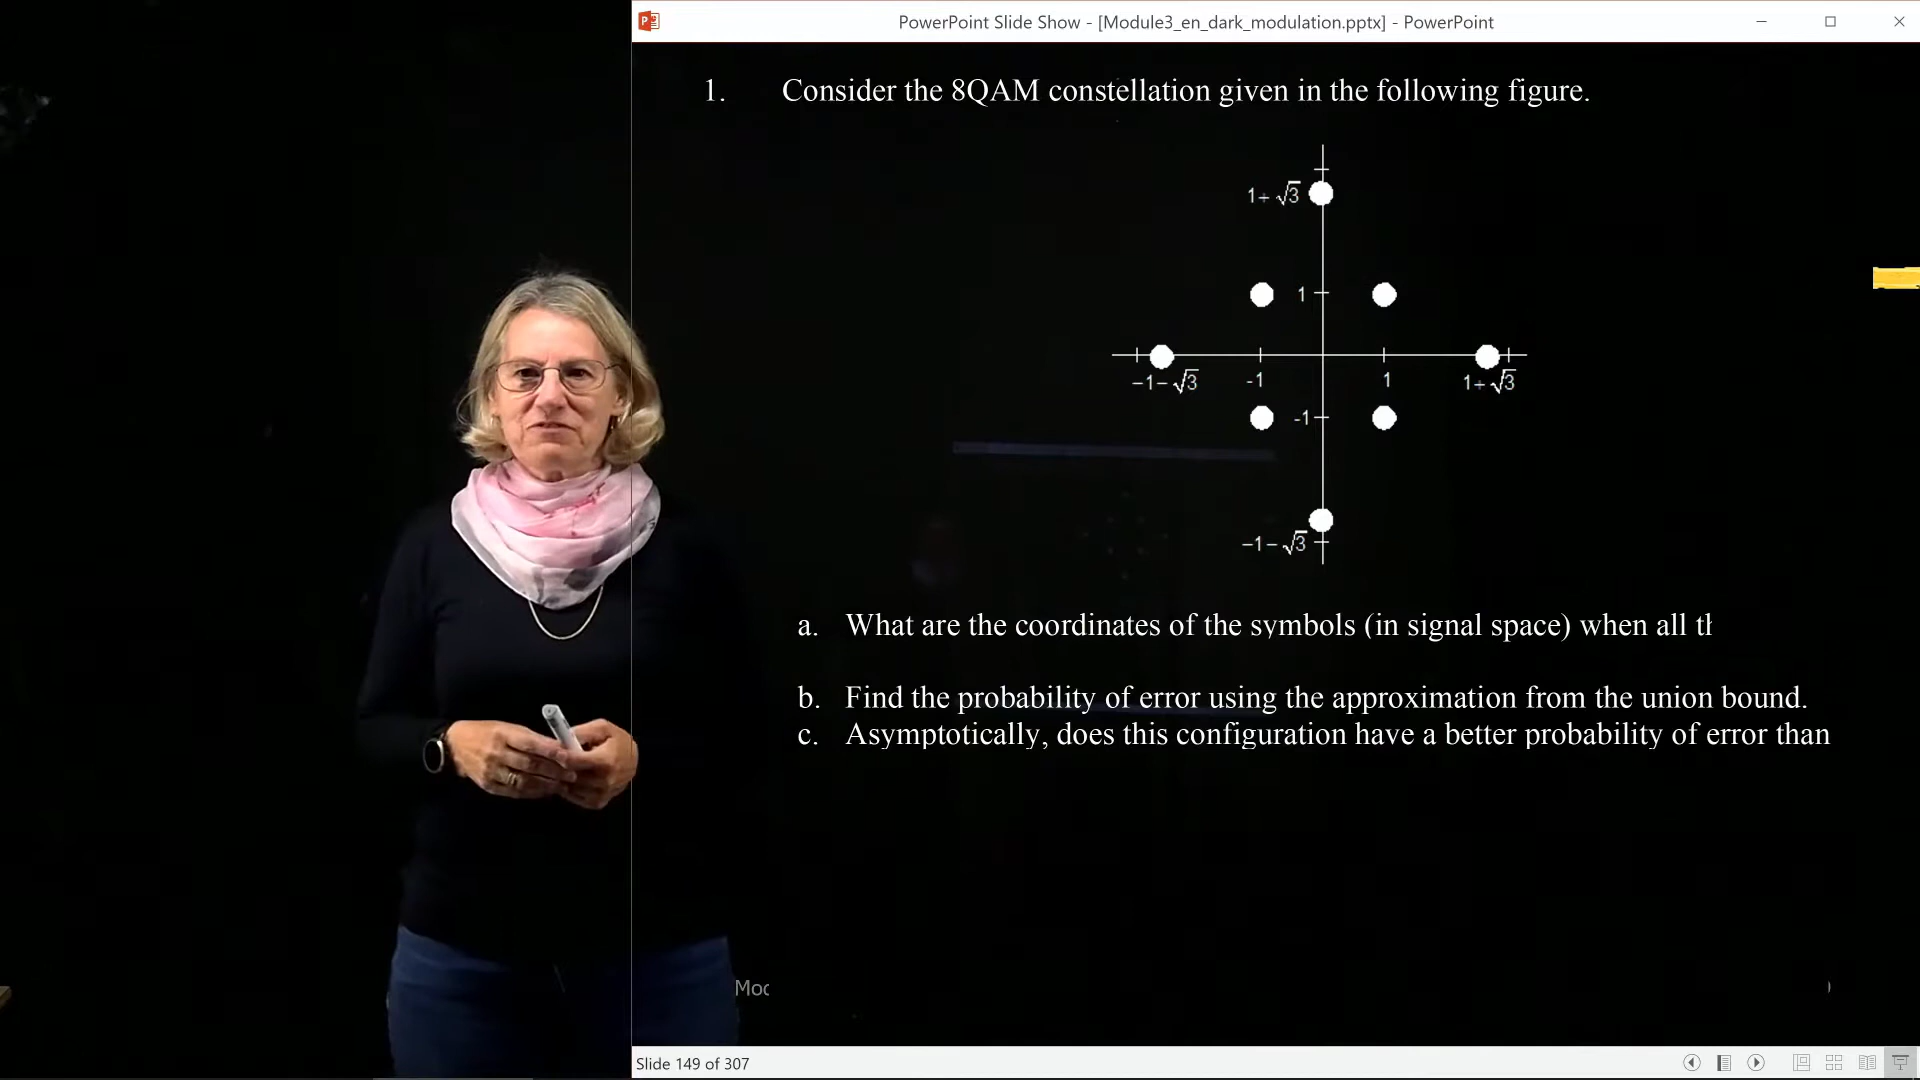 PowerPoint Slide Show - [Module3_en_dark_modulation.pptx] - PowerPoint
1. Consider the 8QAM constellation given in the following figure.
1+ √3
1
−1−√3 -1 1 1+ √3
-1
−1−√3
a. What are the coordinates of the symbols (in signal space) when all
b. Find the probability of error using the approximation from the union bound.
c. Asymptotically, does this configuration have a better probability of error than
Slide 149 of 307